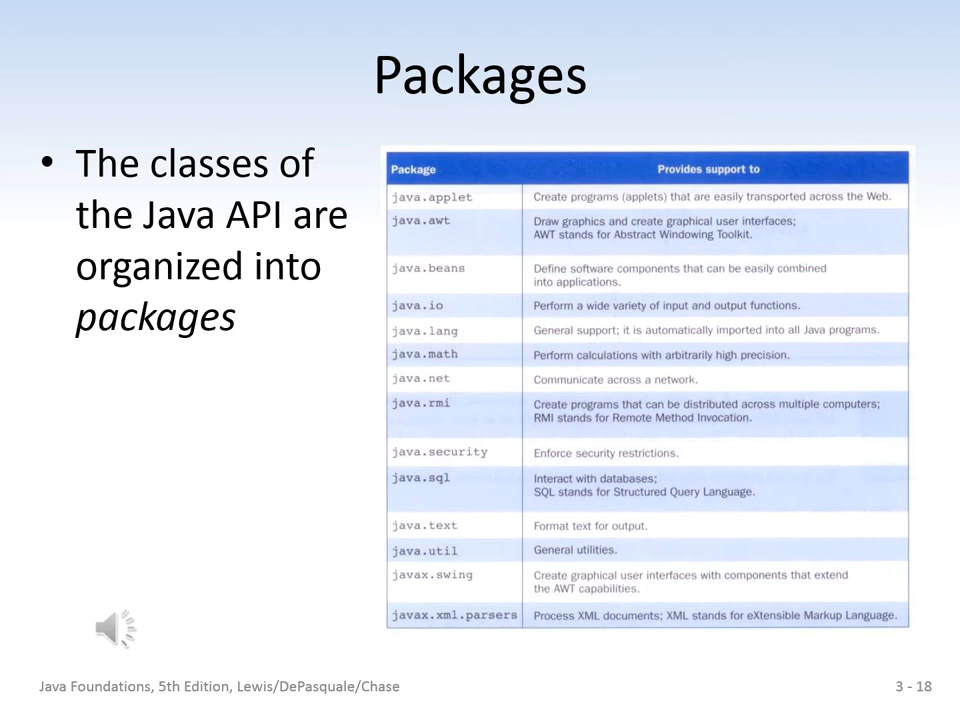 Packages
• The classes of
the Java API are
organized into
packages
Package Provides support to
java.applet Create programs (applets) that are easily transported across the Web.
java.awt Draw graphics and create graphical user interfaces;
AWT stands for Abstract Windowing Toolkit.
java.beans Define software components that can be easily combined
into applications.
java.io Perform a wide variety of input and output functions.
java.lang General support; it is automatically imported into all Java programs.
java.math Perform calculations with arbitrarily high precision.
java.net Communicate across a network.
java.rmi Create programs that can be distributed across multiple computers;
RMI stands for Remote Method Invocation.
java.security Enforce security restrictions.
java.sql Interact with databases;
SQL stands for Structured Query Language.
java.text Format text for output.
java.util General utilities.
javax.swing Create graphical user interfaces with components that extend
the AWT capabilities.
javax.xml.parsers Process XML documents; XML stands for eXtensible Markup Language.
Java Foundations, 5th Edition, Lewis/DePasquale/Chase 3 - 18